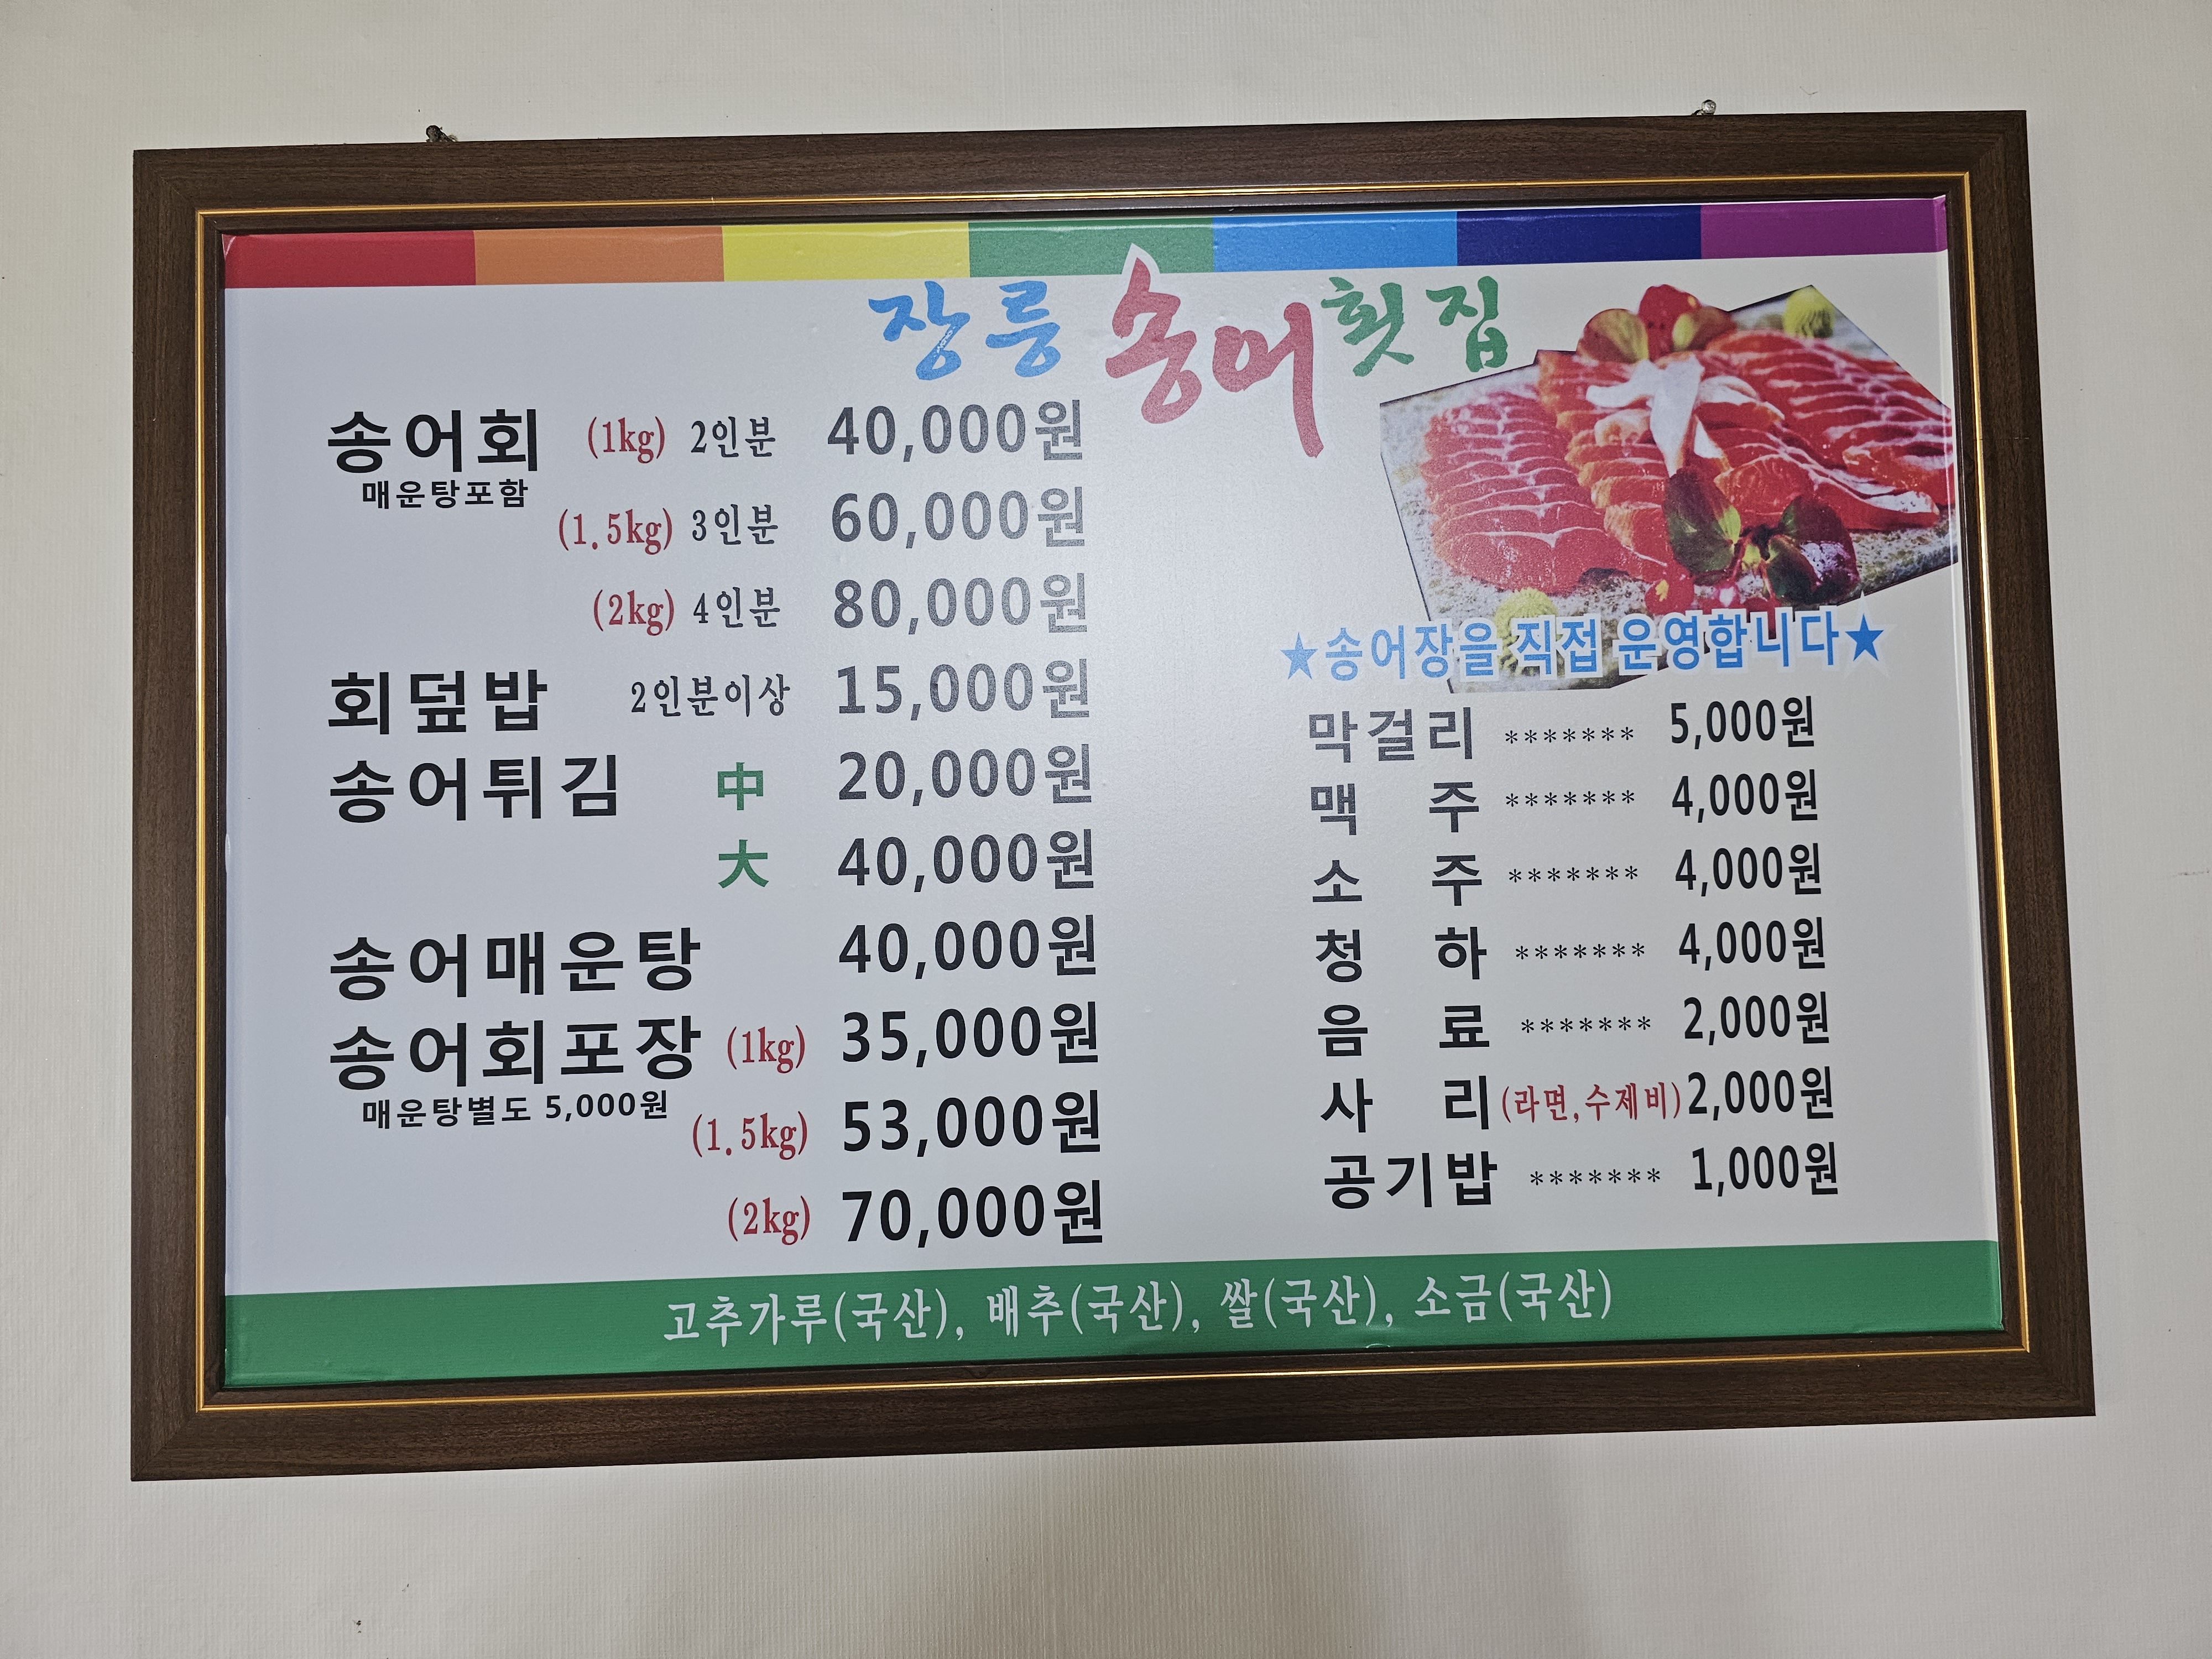 장릉 송어횟집
송어회 (1kg) 2인분 40,000원
매운탕포함
(1.5kg) 3인분 60,000원
(2kg) 4인분 80,000원
회덮밥 2인분이상 15,000원
송어튀김 中 20,000원
大 40,000원
송어매운탕 40,000원
송어회포장 (1kg) 35,000원
매운탕별도 5,000원
(1.5kg) 53,000원
(2kg) 70,000원
★송어장을 직접 운영합니다★
막걸리 ******* 5,000원
맥 주 ******* 4,000원
소 주 ******* 4,000원
청 하 ******* 4,000원
음 료 ******* 2,000원
사 리 (라면,수제비) 2,000원
공기밥 ******* 1,000원
고추가루(국산), 배추(국산), 쌀(국산), 소금(국산)